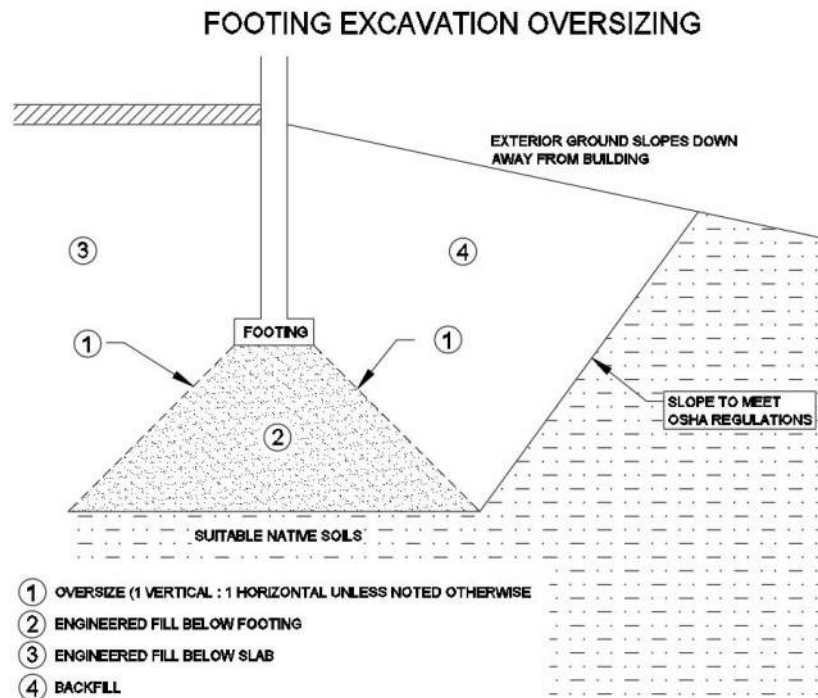 FOOTING EXCAVATION OVERSIZING
EXTERIOR GROUND SLOPES DOWN
AWAY FROM BUILDING
3
4
FOOTING
1
1
SLOPE TO MEET
OSHA REGULATIONS
2
SUITABLE NATIVE SOILS
1 OVERSIZE (1 VERTICAL : 1 HORIZONTAL UNLESS NOTED OTHERWISE
2 ENGINEERED FILL BELOW FOOTING
3 ENGINEERED FILL BELOW SLAB
4 BACKFILL